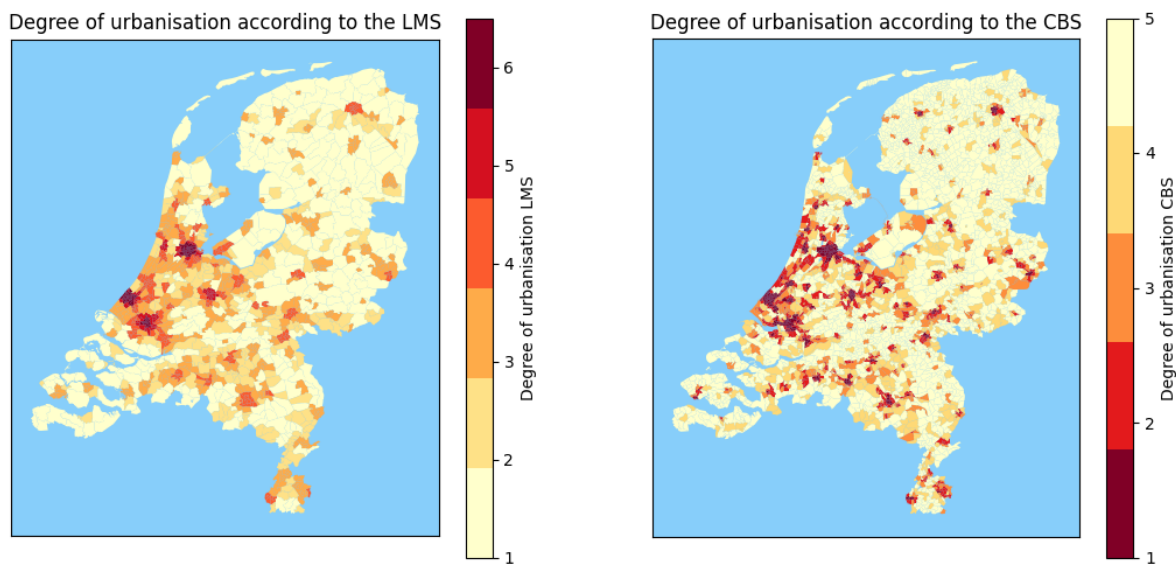 Degree of urbanisation according to the LMS
6
5
4
3
2
1
Degree of urbanisation LMS
Degree of urbanisation according to the CBS
5
4
3
2
1
Degree of urbanisation CBS